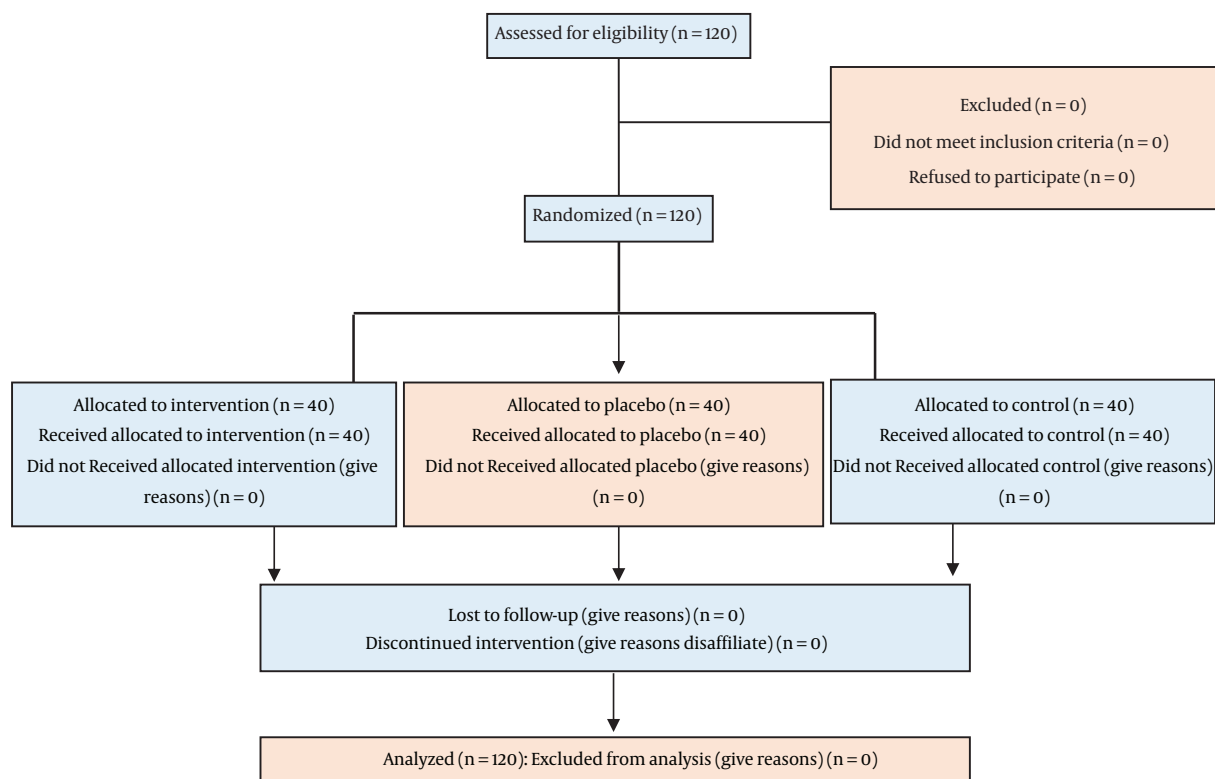 Assessed for eligibility (n = 120)
Excluded (n = 0)
Did not meet inclusion criteria (n = 0)
Refused to participate (n = 0)
Randomized (n = 120)
Allocated to intervention (n = 40)
Received allocated to intervention (n = 40)
Did not Received allocated intervention (give
reasons) (n = 0)
Allocated to placebo (n = 40)
Received allocated to placebo (n = 40)
Did not Received allocated placebo (give reasons)
(n = 0)
Allocated to control (n = 40)
Received allocated to control (n = 40)
Did not Received allocated control (give reasons)
(n = 0)
Lost to follow-up (give reasons) (n = 0)
Discontinued intervention (give reasons disaffiliate) (n = 0)
Analyzed (n = 120): Excluded from analysis (give reasons) (n = 0)